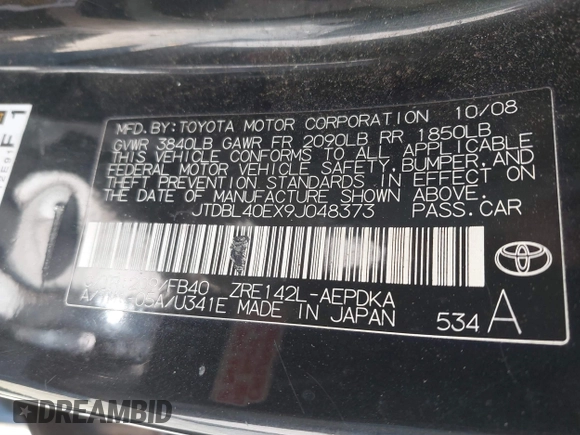 MFD. BY: TOYOTA MOTOR CORPORATION 10/08
GVWR 3840LB GAWR FR 2090LB RR 1850LB
THIS VEHICLE CONFORMS TO ALL APPLICABLE
FEDERAL MOTOR VEHICLE SAFETY, BUMPER, AND
THEFT PREVENTION STANDARDS IN EFFECT ON
THE DATE OF MANUFACTURE SHOWN ABOVE.
JTDBL40EX9J048373 PASS. CAR
/FB40 ZRE142L-AEPDKA
/U341E MADE IN JAPAN
534 A
TOYOTA
F 1
DREAMBID